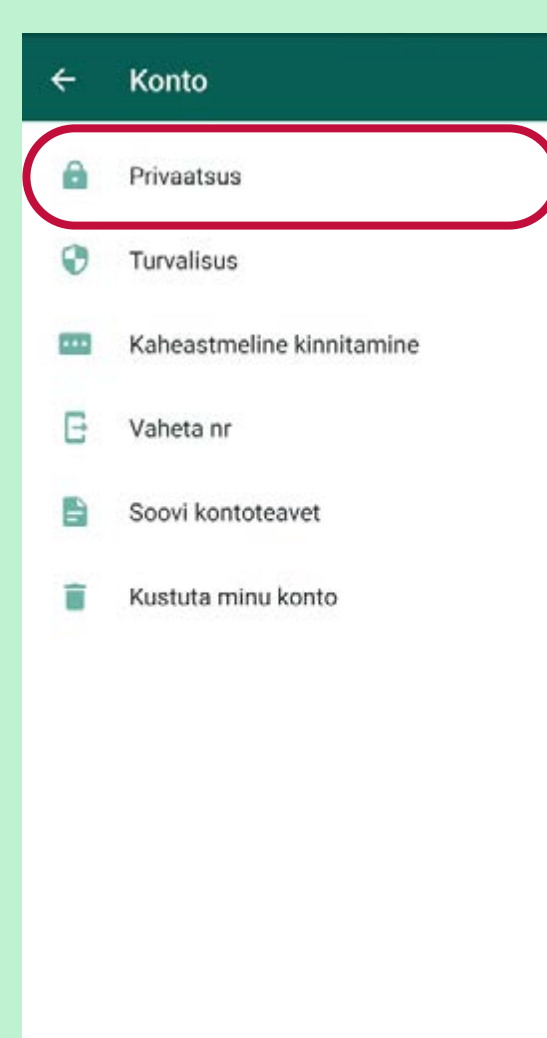 Konto
Privaatsus
Turvalisus
Kaheastmeline kinnitamine
Vaheta nr
Soovi kontoteavet
Kustuta minu konto